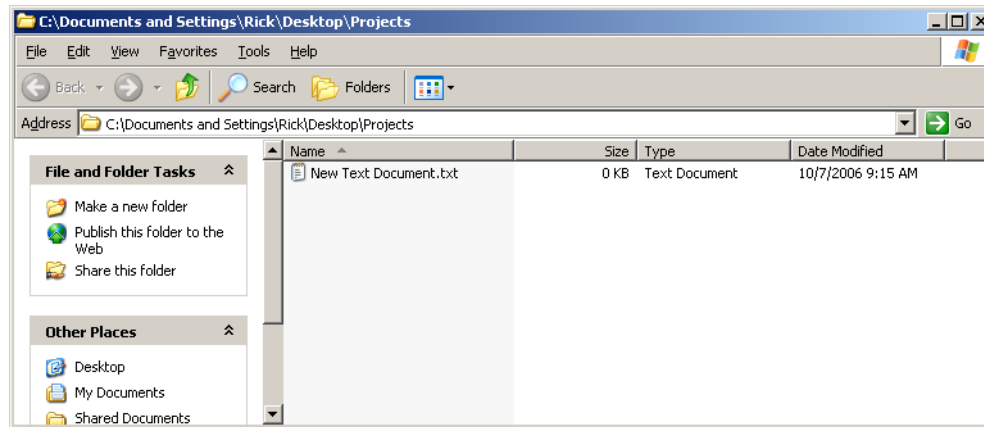 C:\Documents and Settings\Rick\Desktop\Projects
File Edit View Favorites Tools Help
Back Search Folders
Address C:\Documents and Settings\Rick\Desktop\Projects Go
Name Size Type Date Modified
New Text Document.txt 0 KB Text Document 10/7/2006 9:15 AM
File and Folder Tasks
Make a new folder
Publish this folder to the
Web
Share this folder
Other Places
Desktop
My Documents
Shared Documents